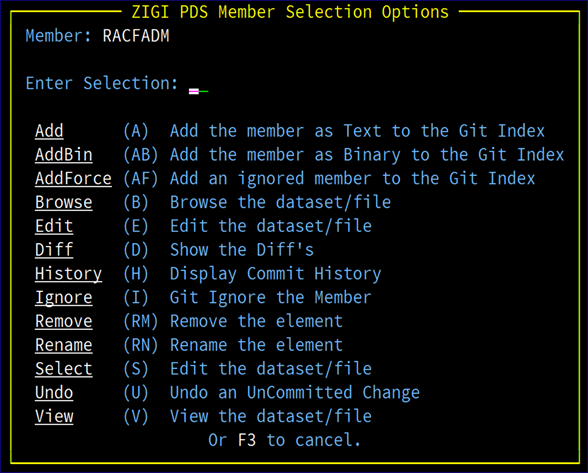 ZIGI PDS Member Selection Options
Member: RACFADM
Enter Selection:
Add (A) Add the member as Text to the Git Index
AddBin (AB) Add the member as Binary to the Git Index
AddForce (AF) Add an ignored member to the Git Index
Browse (B) Browse the dataset/file
Edit (E) Edit the dataset/file
Diff (D) Show the Diff's
History (H) Display Commit History
Ignore (I) Git Ignore the Member
Remove (RM) Remove the element
Rename (RN) Rename the element
Select (S) Edit the dataset/file
Undo (U) Undo an UnCommitted Change
View (V) View the dataset/file
Or F3 to cancel.